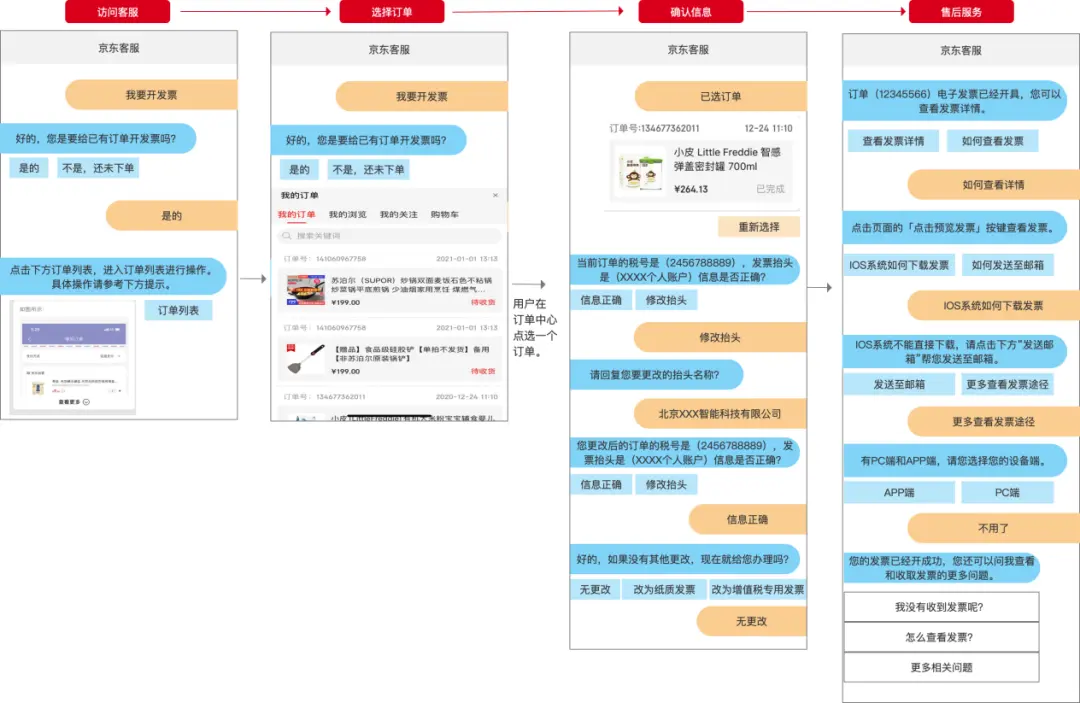 访问客服
选择订单
确认信息
售后服务
京东客服
我要开发票
好的，您是要给已有订单开发票吗?
是的
不是，还未下单
是的
点击下方订单列表，进入订单列表进行操作。
具体操作请参考下方提示。
订单列表
如图所示:
查看更多
京东客服
我要开发票
好的，您是要给已有订单开发票吗?
是的
不是，还未下单
我的订单
×
我的订单
我的浏览
我的关注
购物车
搜索关键词
订单号: 141060967758
2021-01-01 13:13
苏泊尔（SUPOR）炒锅双面麦饭石色不粘锅
炒菜锅平底煎锅 少油烟家用烹饪 煤燃气...
¥199.00
待收货
订单号: 141060967758
2021-01-01 13:13
【赠品】食品级硅胶铲【单拍不发货】备用
【非苏泊尔原装锅铲】
¥199.00
待收货
订单号: 134677362011
2020-12-24 11:10
用户在
订单中心
点选一个
订单。
京东客服
已选订单
订单号:134677362011
12-24 11:10
小皮 Little Freddie 智感
弹盖密封罐 700ml
¥264.13
已完成
重新选择
当前订单的税号是（2456788889），发票抬头
是（XXXX个人账户）信息是否正确?
信息正确
修改抬头
修改抬头
请回复您要更改的抬头名称?
北京XXX智能科技有限公司
您更改后的订单的税号是（2456788889），发
票抬头是（XXXX个人账户）信息是否正确?
信息正确
修改抬头
信息正确
好的，如果没有其他更改，现在就给您办理吗?
无更改
改为纸质发票
改为增值税专用发票
无更改
京东客服
订单（12345566）电子发票已经开具，您可以
查看发票详情。
查看发票详情
如何查看发票
如何查看详情
点击页面的「点击预览发票」按键查看发票。
IOS系统如何下载发票
如何发送至邮箱
IOS系统如何下载发票
IOS系统不能直接下载，请点击下方"发送邮
箱"帮您发送至邮箱。
发送至邮箱
更多查看发票途径
更多查看发票途径
有PC端和APP端，请您选择您的设备端。
APP端
PC端
不用了
您的发票已经开成功，您还可以问我查看
和收取发票的更多问题。
我没有收到发票呢?
怎么查看发票?
更多相关问题